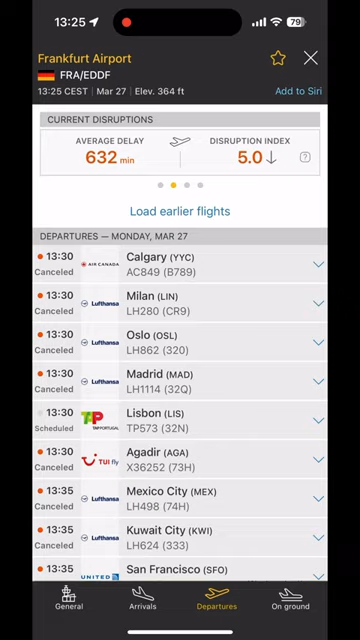 13:25
79
Frankfurt Airport
FRA/EDDF
13:25 CEST | Mar 27 | Elev. 364 ft
Add to Siri
CURRENT DISRUPTIONS
AVERAGE DELAY
632 min
DISRUPTION INDEX
5.0 ↓
?
Load earlier flights
DEPARTURES — MONDAY, MAR 27
13:30
Canceled
AIR CANADA
Calgary (YYC)
AC849 (B789)
13:30
Canceled
Lufthansa
Milan (LIN)
LH280 (CR9)
13:30
Canceled
Lufthansa
Oslo (OSL)
LH862 (320)
13:30
Canceled
Lufthansa
Madrid (MAD)
LH1114 (32Q)
13:30
Scheduled
TAP
TAP PORTUGAL
Lisbon (LIS)
TP573 (32N)
13:30
Canceled
TUI fly
Agadir (AGA)
X36252 (73H)
13:35
Canceled
Lufthansa
Mexico City (MEX)
LH498 (74H)
13:35
Canceled
Lufthansa
Kuwait City (KWI)
LH624 (333)
13:35
UNITED
San Francisco (SFO)
General
Arrivals
Departures
On ground